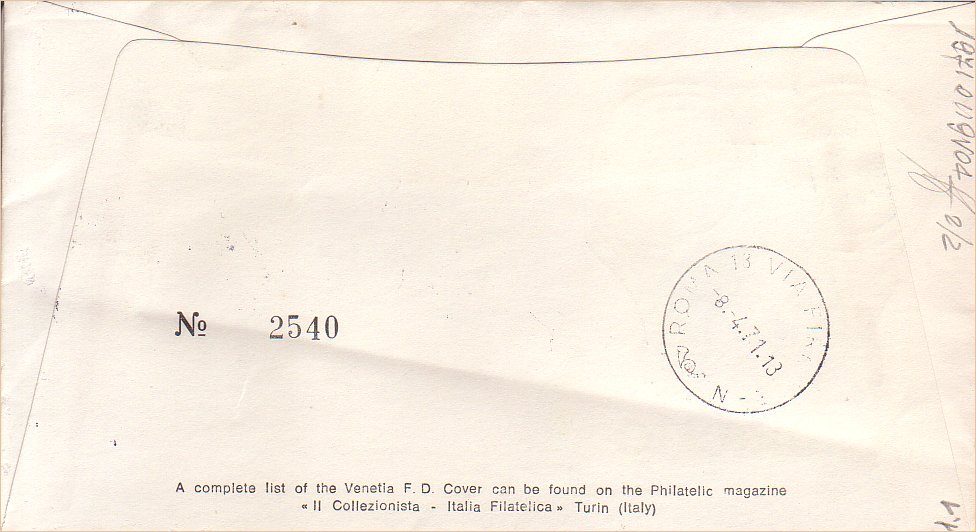 № 2540
ROMA 13 VIA
-8.-4.71.13
N -
A complete list of the Venetia F. D. Cover can be found on the Philatelic magazine
« Il Collezionista - Italia Filatelica » Turin (Italy)